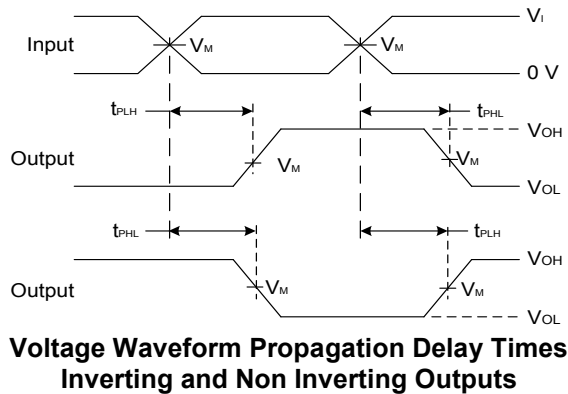 VI
Input VM VM
0 V
tPLH tPHL
VOH
Output VM VM
VOL
tPHL tPLH
VOH
Output VM VM
VOL
Voltage Waveform Propagation Delay Times
Inverting and Non Inverting Outputs